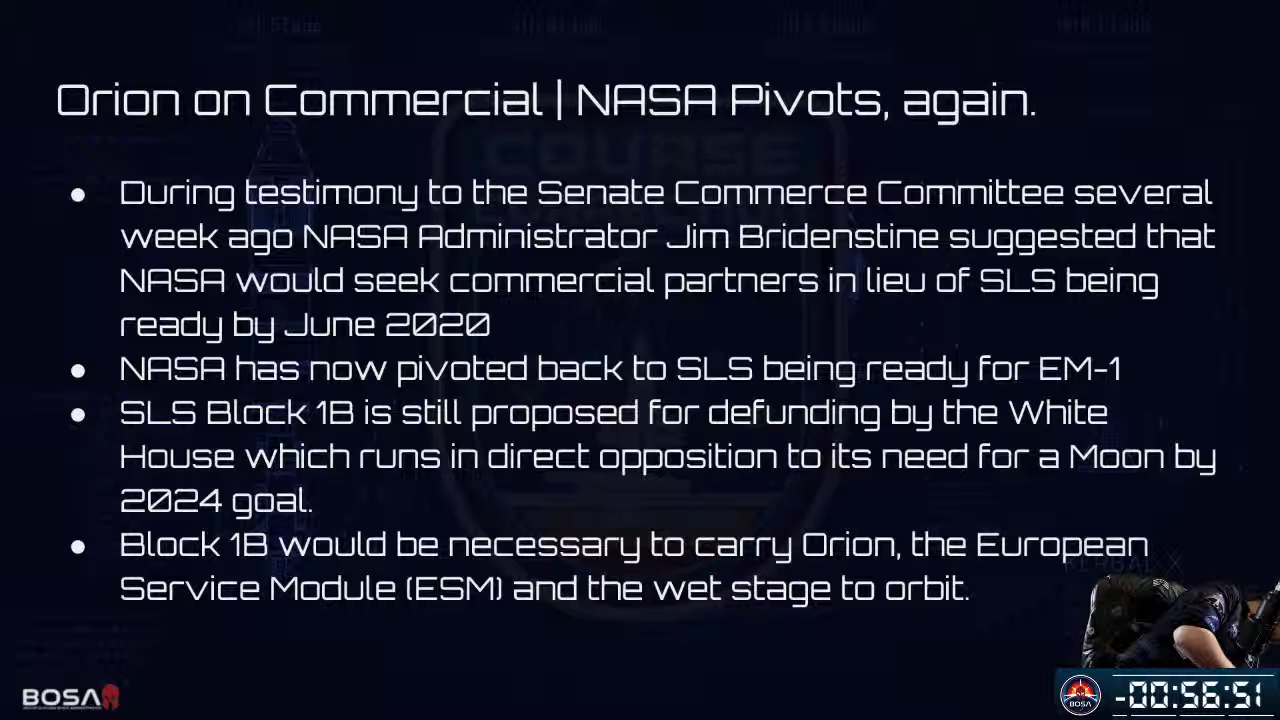 Orion on Commercial | NASA Pivots, again.
● During testimony to the Senate Commerce Committee several
week ago NASA Administrator Jim Bridenstine suggested that
NASA would seek commercial partners in lieu of SLS being
ready by June 2020
● NASA has now pivoted back to SLS being ready for EM-1
● SLS Block 1B is still proposed for defunding by the White
House which runs in direct opposition to its need for a Moon by
2024 goal.
● Block 1B would be necessary to carry Orion, the European
Service Module (ESM) and the wet stage to orbit.
KERBAL X
BOSA
BOSA
-00:56:51